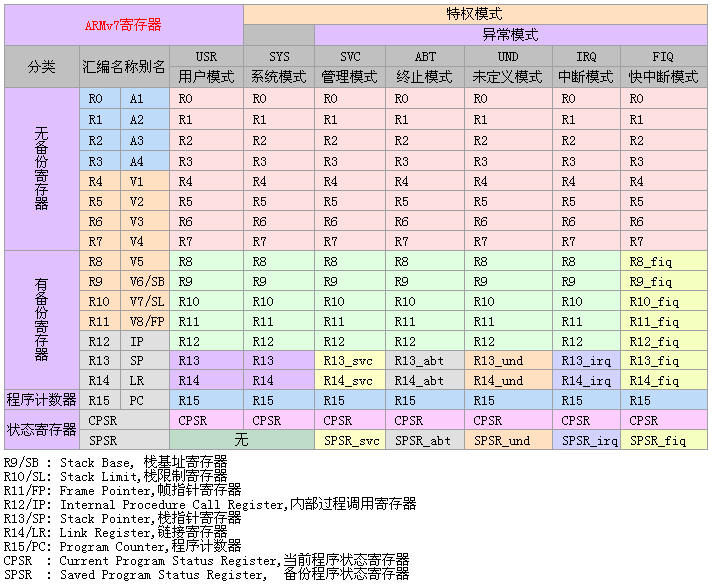 ARMv7寄存器 特权模式
异常模式
分类 汇编名称别名 USR SYS SVC ABT UND IRQ FIQ
用户模式 系统模式 管理模式 终止模式 未定义模式 中断模式 快中断模式
无备份寄存器 R0 A1 R0 R0 R0 R0 R0 R0 R0
R1 A2 R1 R1 R1 R1 R1 R1 R1
R2 A3 R2 R2 R2 R2 R2 R2 R2
R3 A4 R3 R3 R3 R3 R3 R3 R3
R4 V1 R4 R4 R4 R4 R4 R4 R4
R5 V2 R5 R5 R5 R5 R5 R5 R5
R6 V3 R6 R6 R6 R6 R6 R6 R6
R7 V4 R7 R7 R7 R7 R7 R7 R7
有备份寄存器 R8 V5 R8 R8 R8 R8 R8 R8 R8_fiq
R9 V6/SB R9 R9 R9 R9 R9 R9 R9_fiq
R10 V7/SL R10 R10 R10 R10 R10 R10 R10_fiq
R11 V8/FP R11 R11 R11 R11 R11 R11 R11_fiq
R12 IP R12 R12 R12 R12 R12 R12 R12_fiq
R13 SP R13 R13 R13_svc R13_abt R13_und R13_irq R13_fiq
R14 LR R14 R14 R14_svc R14_abt R14_und R14_irq R14_fiq
程序计数器 R15 PC R15 R15 R15 R15 R15 R15 R15
状态寄存器 CPSR CPSR CPSR CPSR CPSR CPSR CPSR CPSR
SPSR 无 SPSR_svc SPSR_abt SPSR_und SPSR_irq SPSR_fiq
R9/SB : Stack Base, 栈基址寄存器
R10/SL: Stack Limit,栈限制寄存器
R11/FP: Frame Pointer,帧指针寄存器
R12/IP: Internal Procedure Call Register,内部过程调用寄存器
R13/SP: Stack Pointer,栈指针寄存器
R14/LR: Link Register,链接寄存器
R15/PC: Program Counter,程序计数器
CPSR : Current Program Status Register,当前程序状态寄存器
CPSR : Saved Program Status Register, 备份程序状态寄存器